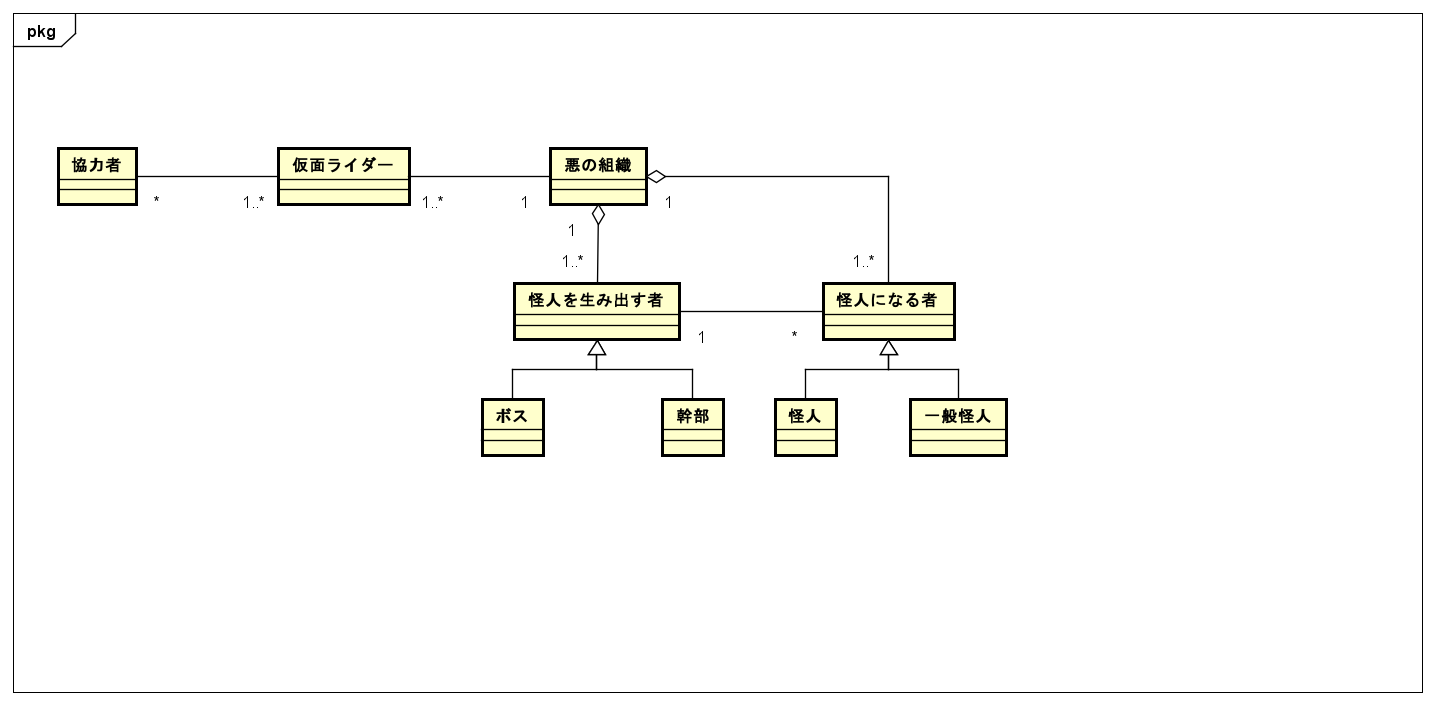 pkg
協力者
仮面ライダー
悪の組織
*
1..*
1..*
1
1
1
1..*
1..*
怪人を生み出す者
怪人になる者
1
*
ボス
幹部
怪人
一般怪人